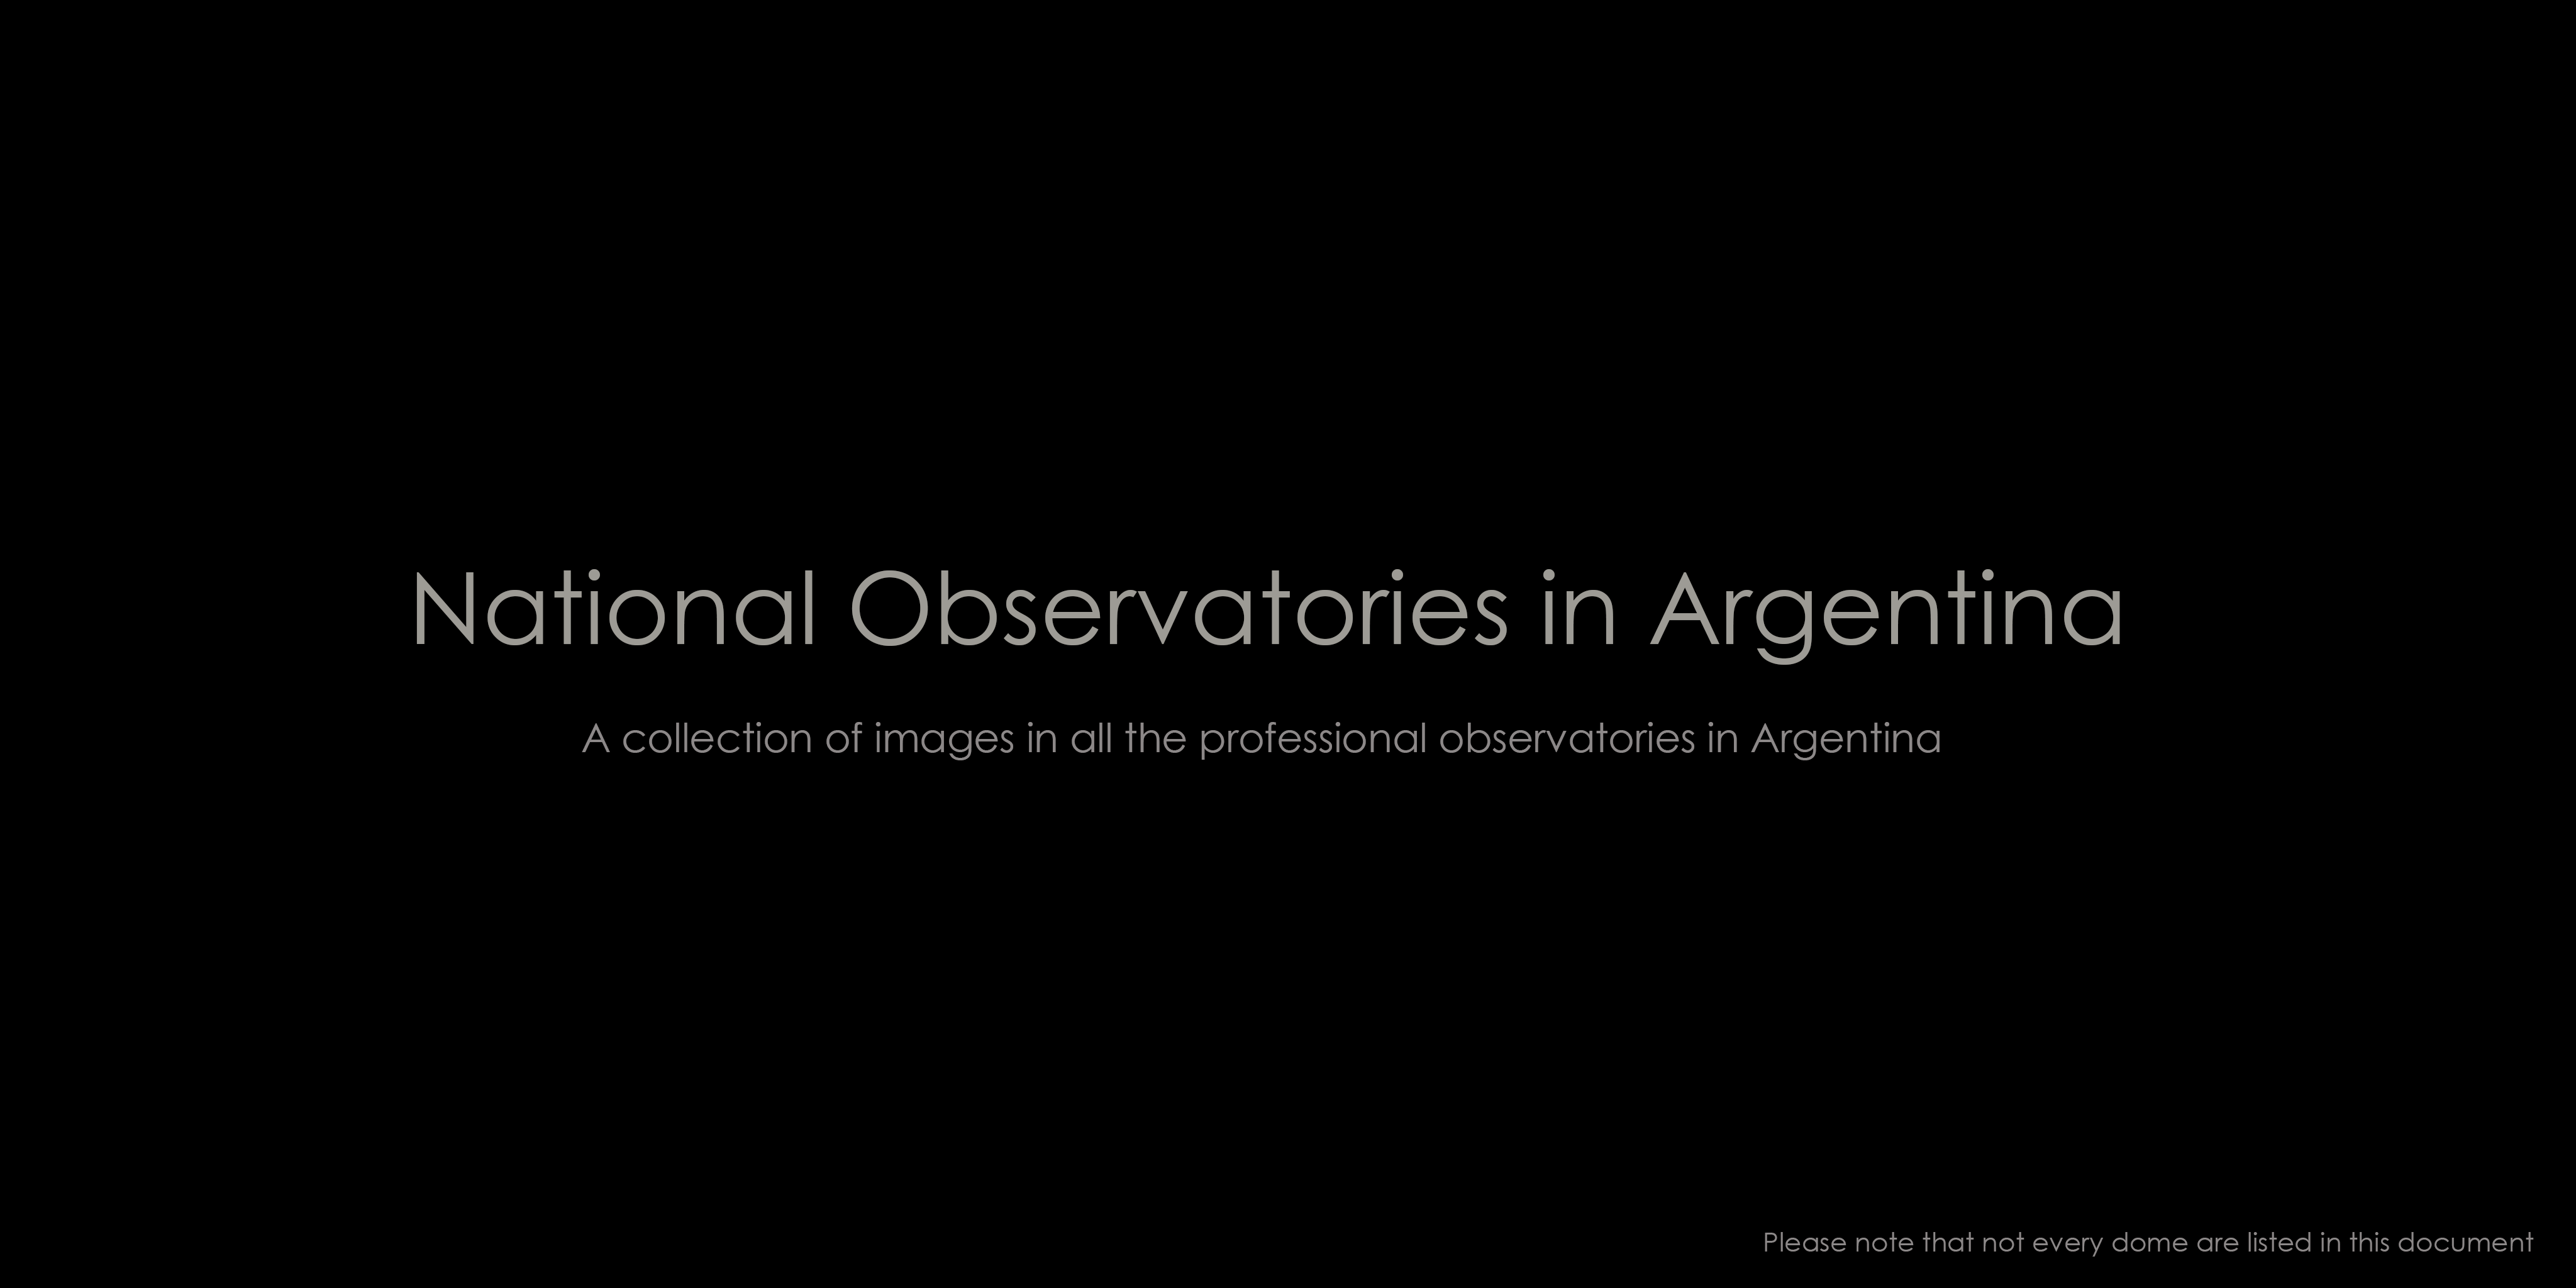 National Observatories in Argentina
A collection of images in all the professional observatories in Argentina
Please note that not every dome are listed in this document